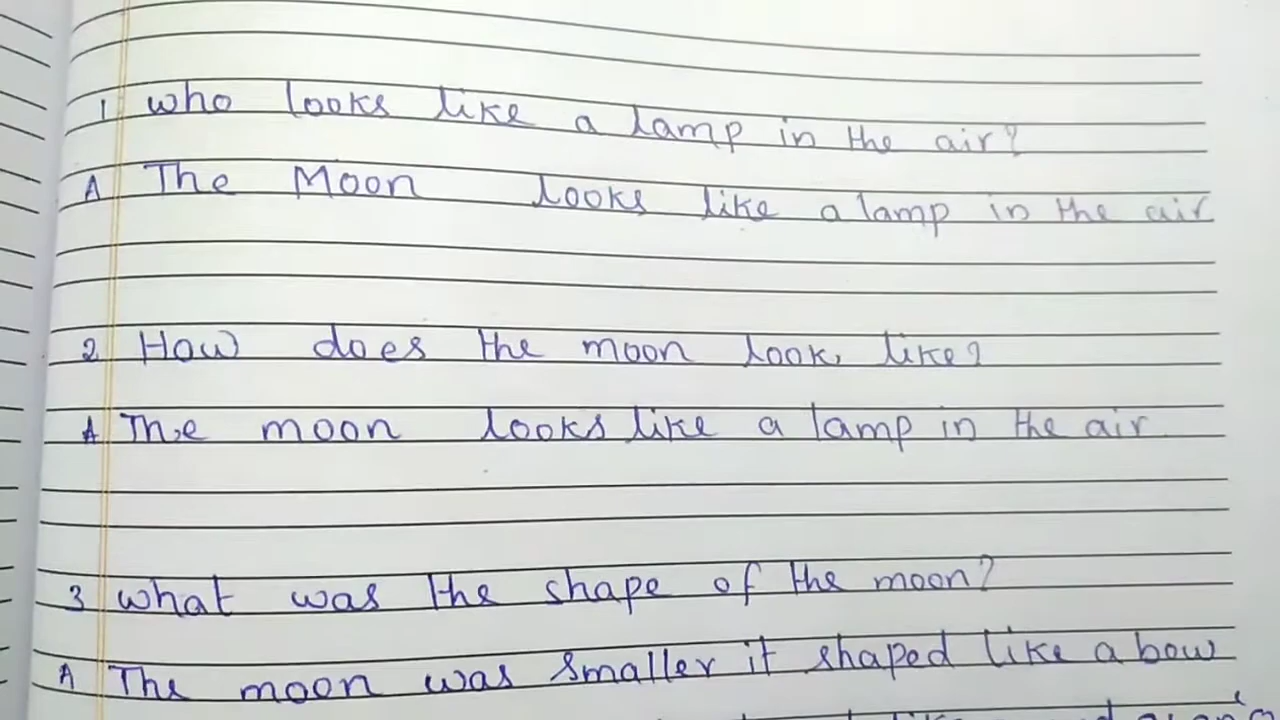 1 who looks like a lamp in the air?
A The Moon looks like a lamp in the air
2 How does the moon look like?
A The moon looks like a lamp in the air
3 what was the shape of the moon?
A The moon was smaller it shaped like a bow